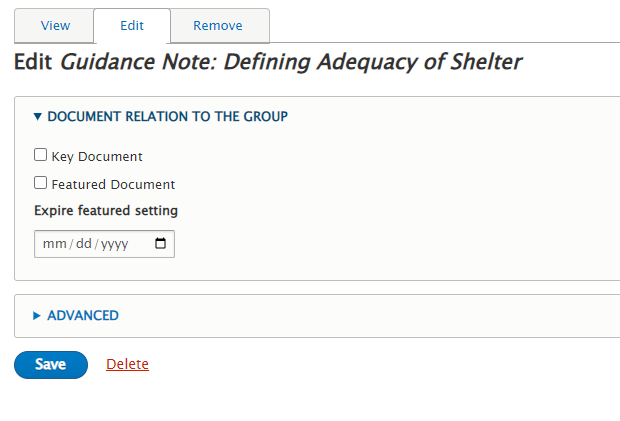 View Edit Remove
Edit Guidance Note: Defining Adequacy of Shelter
DOCUMENT RELATION TO THE GROUP
Key Document
Featured Document
Expire featured setting
mm/dd/yyyy
ADVANCED
Save Delete